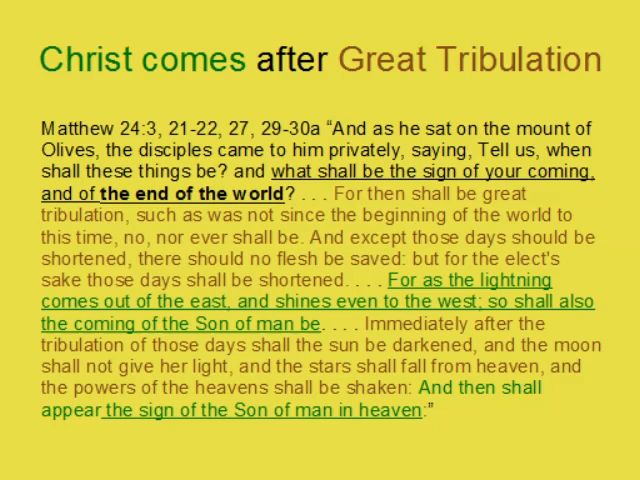 Christ comes after Great Tribulation
Matthew 24:3, 21-22, 27, 29-30a “And as he sat on the mount of
Olives, the disciples came to him privately, saying, Tell us, when
shall these things be? and what shall be the sign of your coming,
and of the end of the world? . . . For then shall be great
tribulation, such as was not since the beginning of the world to
this time, no, nor ever shall be. And except those days should be
shortened, there should no flesh be saved: but for the elect's
sake those days shall be shortened. . . . For as the lightning
comes out of the east, and shines even to the west; so shall also
the coming of the Son of man be. . . . Immediately after the
tribulation of those days shall the sun be darkened, and the moon
shall not give her light, and the stars shall fall from heaven, and
the powers of the heavens shall be shaken: And then shall
appear the sign of the Son of man in heaven:”